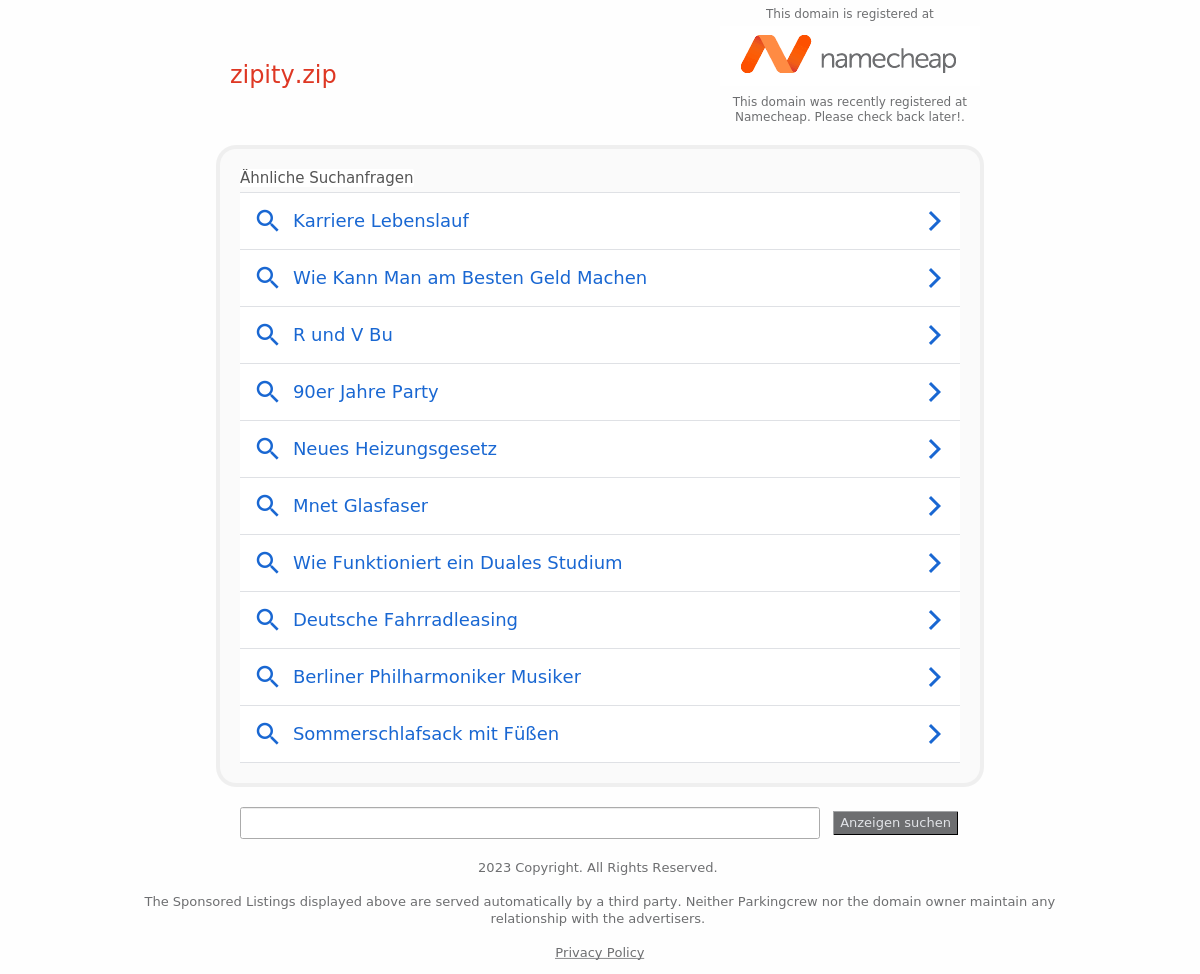 This domain is registered at
namecheap
zipity.zip
This domain was recently registered at
Namecheap. Please check back later!.
Ähnliche Suchanfragen
Karriere Lebenslauf
Wie Kann Man am Besten Geld Machen
R und V Bu
90er Jahre Party
Neues Heizungsgesetz
Mnet Glasfaser
Wie Funktioniert ein Duales Studium
Deutsche Fahrradleasing
Berliner Philharmoniker Musiker
Sommerschlafsack mit Füßen
Anzeigen suchen
2023 Copyright. All Rights Reserved.
The Sponsored Listings displayed above are served automatically by a third party. Neither Parkingcrew nor the domain owner maintain any
relationship with the advertisers.
Privacy Policy